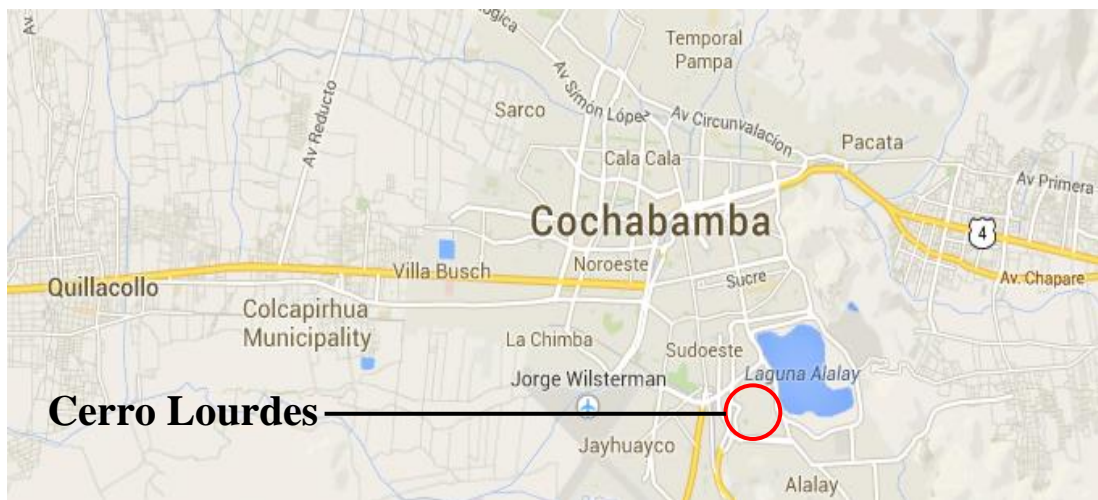 Temporal
Pampa
Av Simón López
Av Circunvalación
Sarco
Av Reducto
Pacata
Cala Cala
Av Primera
Cochabamba
4
Noroeste
Villa Busch
Sucre
Av. Chapare
Quillacollo
Colcapirhua
Municipality
La Chimba
Sudoeste
Laguna Alalay
Jorge Wilsterman
Cerro Lourdes
Jayhuayco
Alalay